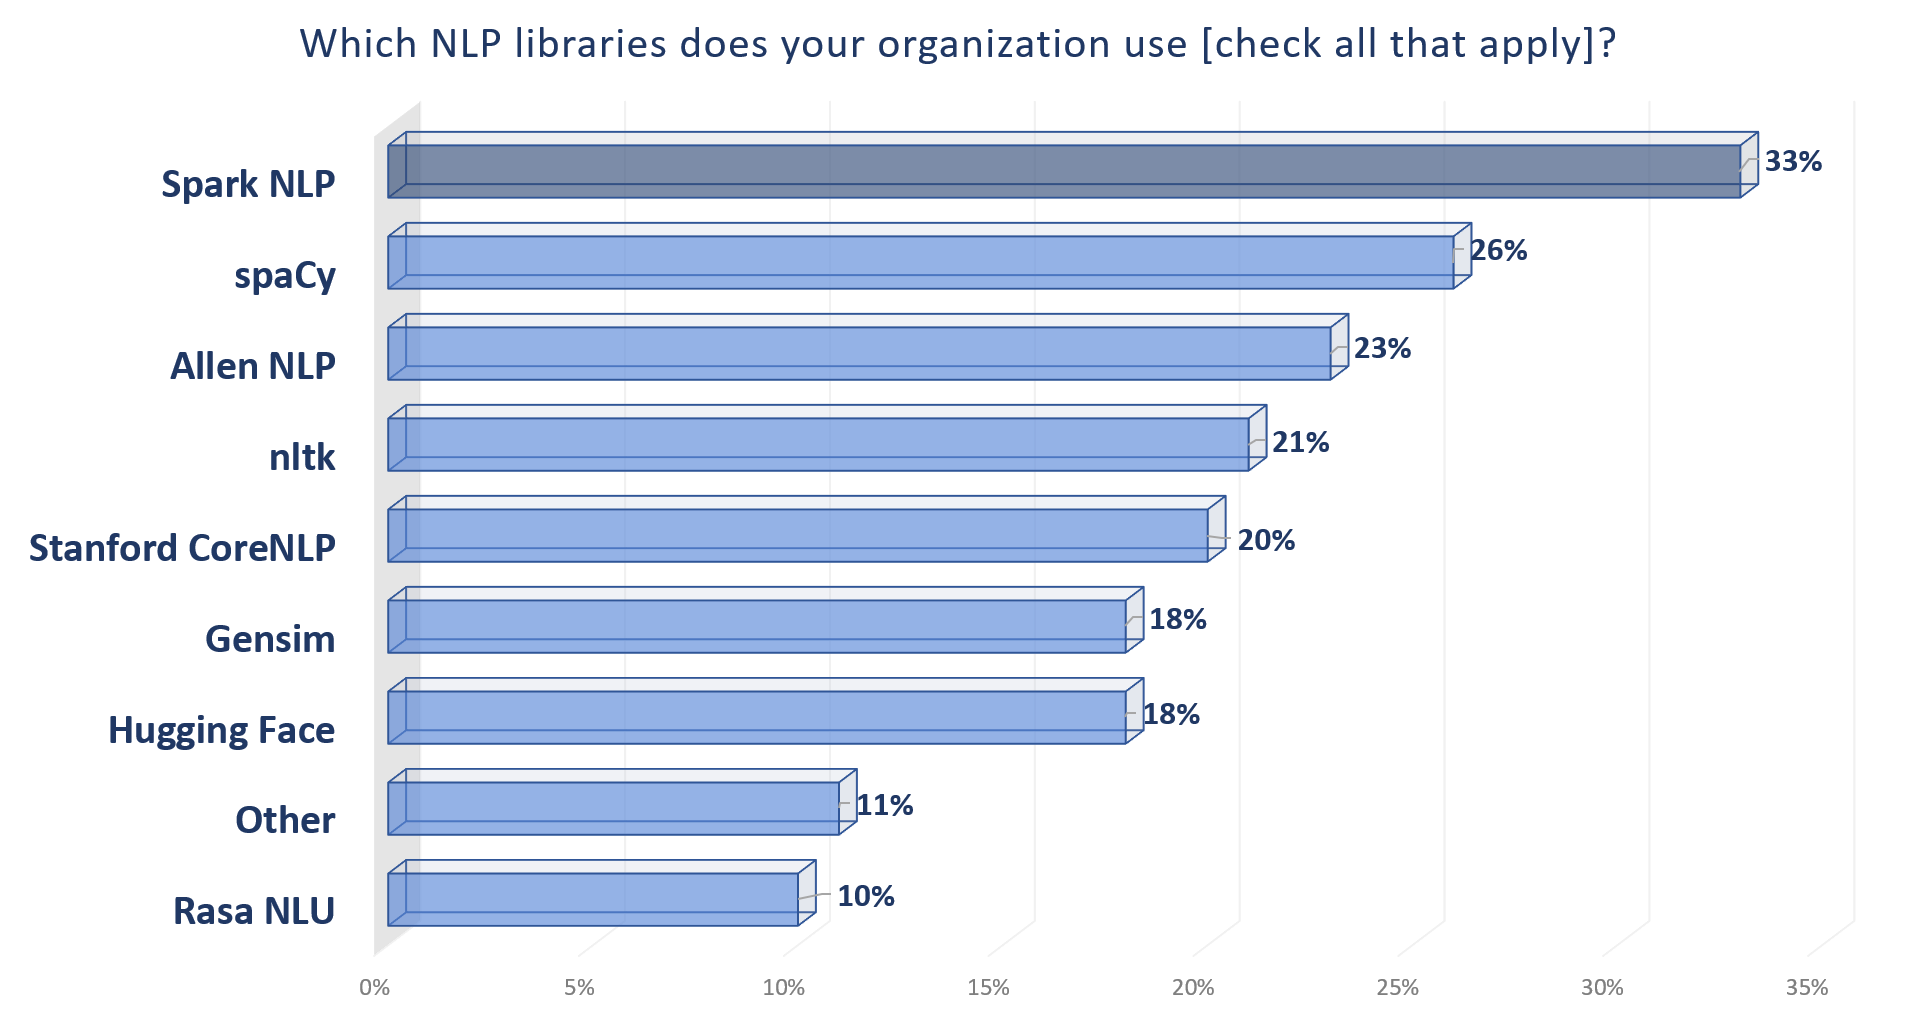 Which NLP libraries does your organization use [check all that apply]?
Spark NLP 33%
spaCy 26%
Allen NLP 23%
nltk 21%
Stanford CoreNLP 20%
Gensim 18%
Hugging Face 18%
Other 11%
Rasa NLU 10%
0% 5% 10% 15% 20% 25% 30% 35%